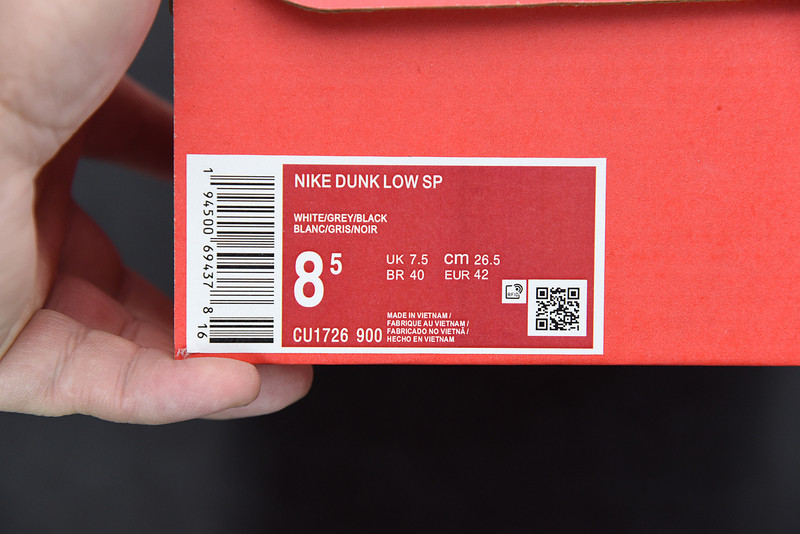 NIKE DUNK LOW SP
WHITE/GREY/BLACK
BLANC/GRIS/NOIR
8 5
UK 7.5 cm 26.5
BR 40 EUR 42
RFID
CU1726 900
MADE IN VIETNAM /
FABRIQUE AU VIETNAM /
FABRICADO NO VIETNÃ /
HECHO EN VIETNAM
1 94500 69437 8 16